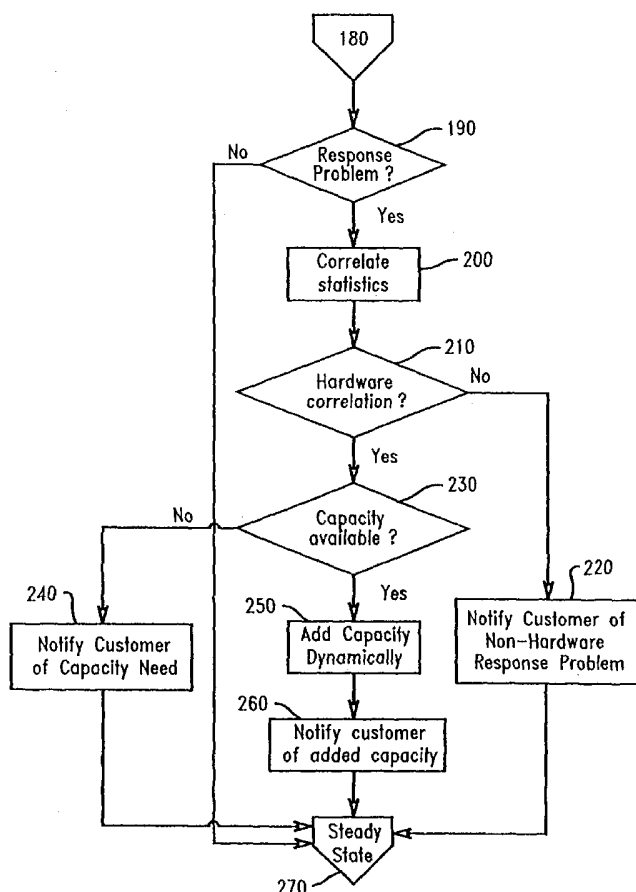 180
190
No
Response
Problem ?
Yes
Correlate
statistics
200
210
Hardware
correlation ?
No
Yes
230
No
Capacity
available ?
Yes
240
Notify Customer
of Capacity Need
250
Add Capacity
Dynamically
220
Notify Customer of
Non-Hardware
Response Problem
260
Notify customer
of added capacity
Steady
State
270